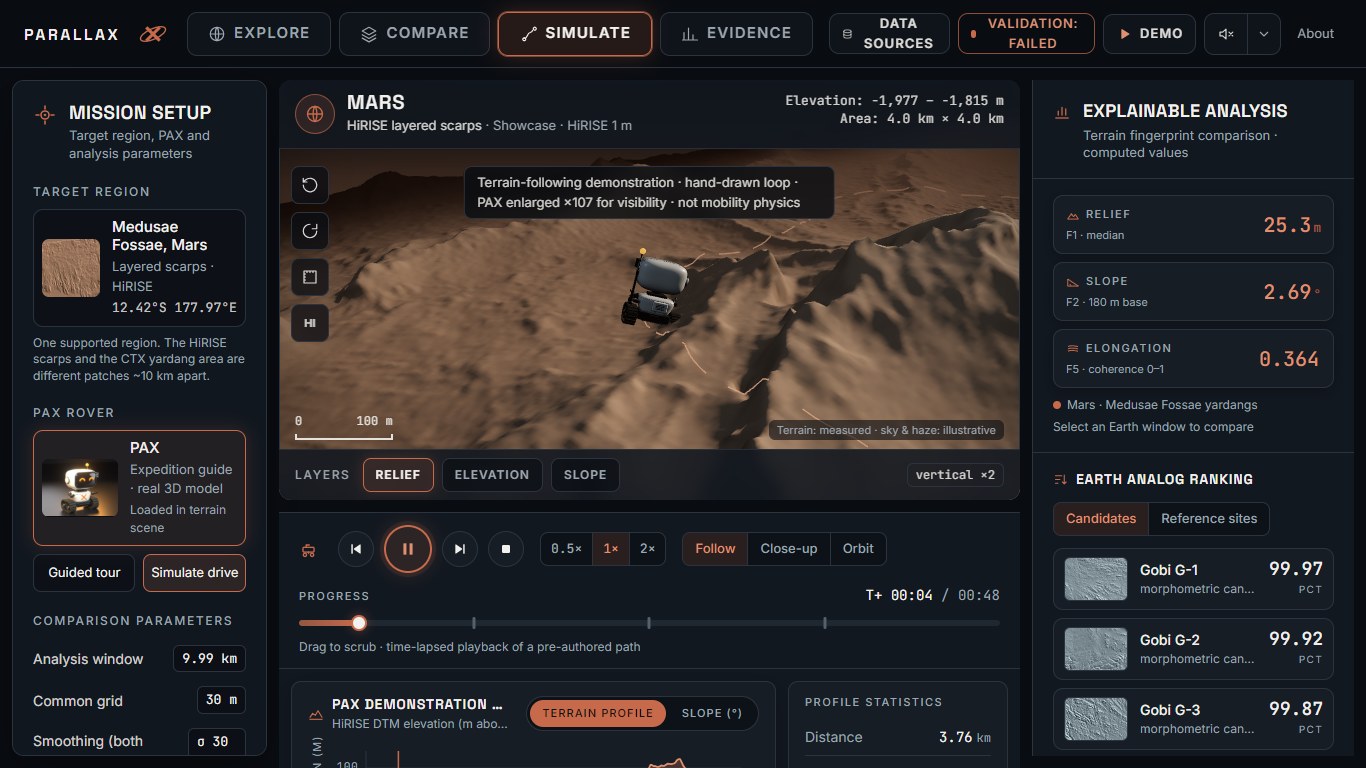 PARALLAX
EXPLORE
COMPARE
SIMULATE
EVIDENCE
DATA
SOURCES
VALIDATION:
FAILED
DEMO
About
MISSION SETUP
Target region, PAX and
analysis parameters
TARGET REGION
Medusae
Fossae, Mars
Layered scarps ·
HiRISE
12.42°S 177.97°E
One supported region. The HiRISE
scarps and the CTX yardang area are
different patches ~10 km apart.
PAX ROVER
PAX
Expedition guide
· real 3D model
Loaded in terrain
scene
Guided tour
Simulate drive
COMPARISON PARAMETERS
Analysis window
9.99 km
Common grid
30 m
Smoothing (both
σ 30
MARS
HiRISE layered scarps · Showcase · HiRISE 1 m
Elevation: -1,977 – -1,815 m
Area: 4.0 km × 4.0 km
Terrain-following demonstration · hand-drawn loop ·
PAX enlarged ×107 for visibility · not mobility physics
HI
0
100 m
Terrain: measured · sky & haze: illustrative
LAYERS
RELIEF
ELEVATION
SLOPE
vertical ×2
0.5×
1×
2×
Follow
Close-up
Orbit
PROGRESS
T+ 00:04 / 00:48
Drag to scrub · time-lapsed playback of a pre-authored path
PAX DEMONSTRATION ...
HiRISE DTM elevation (m abo...
TERRAIN PROFILE
SLOPE (°)
(M)
100
PROFILE STATISTICS
Distance
3.76 km
EXPLAINABLE ANALYSIS
Terrain fingerprint comparison ·
computed values
RELIEF
F1 · median
25.3 m
SLOPE
F2 · 180 m base
2.69 °
ELONGATION
F5 · coherence 0–1
0.364
Mars · Medusae Fossae yardangs
Select an Earth window to compare
EARTH ANALOG RANKING
Candidates
Reference sites
Gobi G-1
morphometric can...
99.97
PCT
Gobi G-2
morphometric can...
99.92
PCT
Gobi G-3
morphometric can...
99.87
PCT